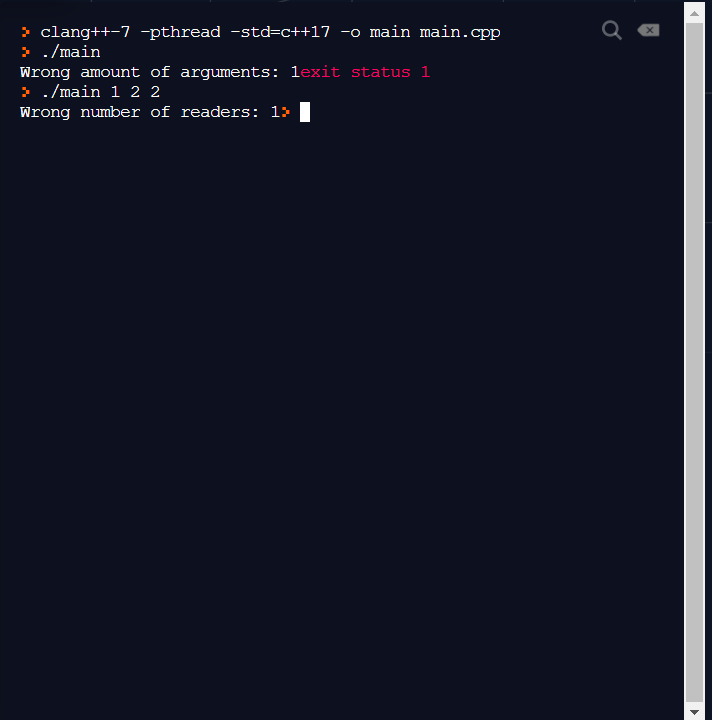 > clang++-7 -pthread -std=c++17 -o main main.cpp
> ./main
Wrong amount of arguments: 1exit status 1
> ./main 1 2 2
Wrong number of readers: 1>